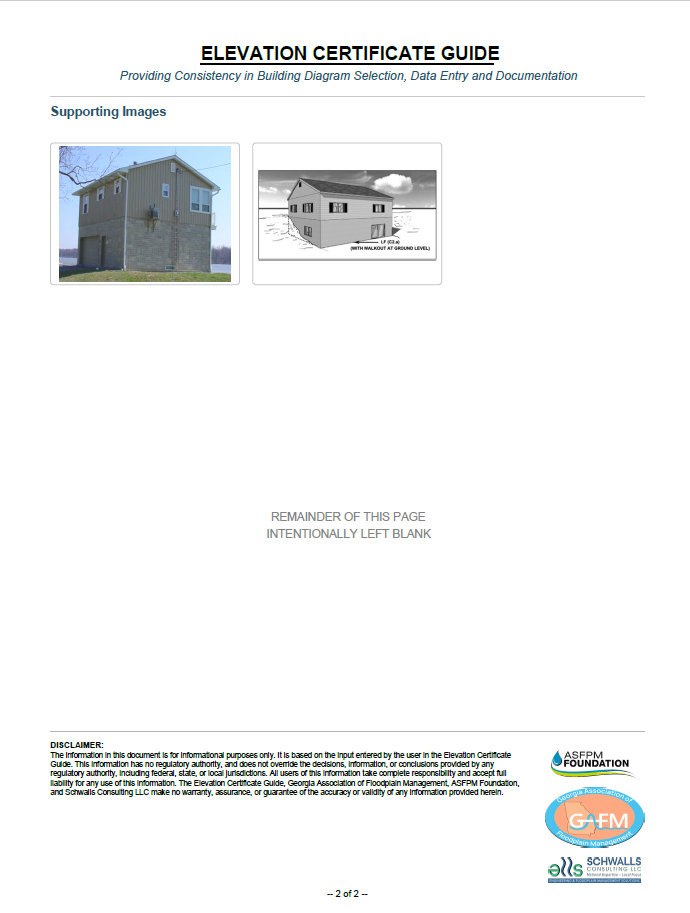 ELEVATION CERTIFICATE GUIDE
Providing Consistency in Building Diagram Selection, Data Entry and Documentation
Supporting Images
LF (C2.a)
(WITH WALKOUT AT GROUND LEVEL)
REMAINDER OF THIS PAGE
INTENTIONALLY LEFT BLANK
DISCLAIMER:
The information in this document is for informational purposes only. It is based on the input entered by the user in the Elevation Certificate
Guide. This information has no regulatory authority, and does not override the decisions, information, or conclusions provided by any
regulatory authority, including federal, state, or local jurisdictions. All users of this information take complete responsibility and accept full
liability for any use of this information. The Elevation Certificate Guide, Georgia Association of Floodplain Management, ASFPM Foundation,
and Schwalls Consulting LLC make no warranty, assurance, or guarantee of the accuracy or validity of any information provided herein.
ASFPM
FOUNDATION
Georgia Association of
GAFM
Floodplain Management
SCHWALLS
CONSULTING LLC
-- 2 of 2 --